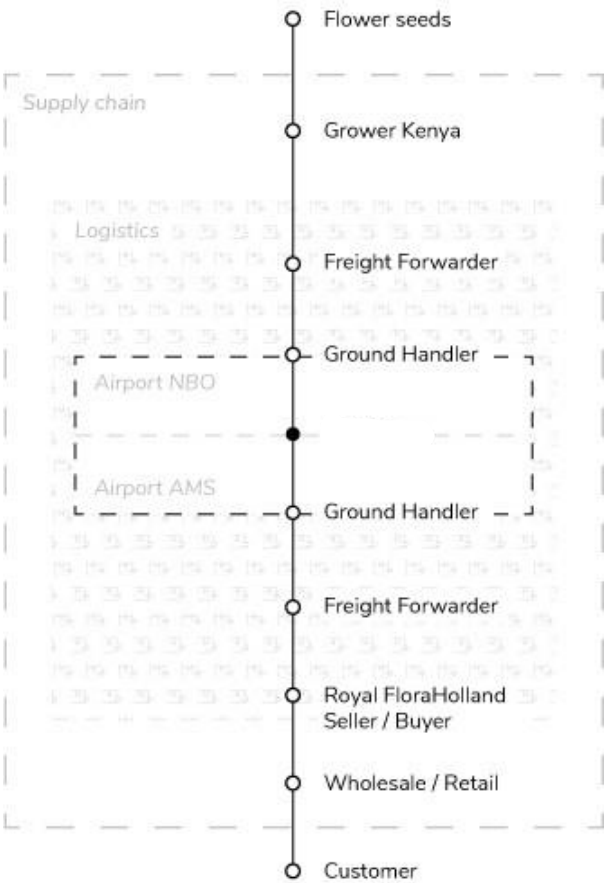 Flower seeds
Supply chain
Grower Kenya
Logistics
Freight Forwarder
Ground Handler
Airport NBO
Airport AMS
Ground Handler
Freight Forwarder
Royal FloraHolland
Seller / Buyer
Wholesale / Retail
Customer